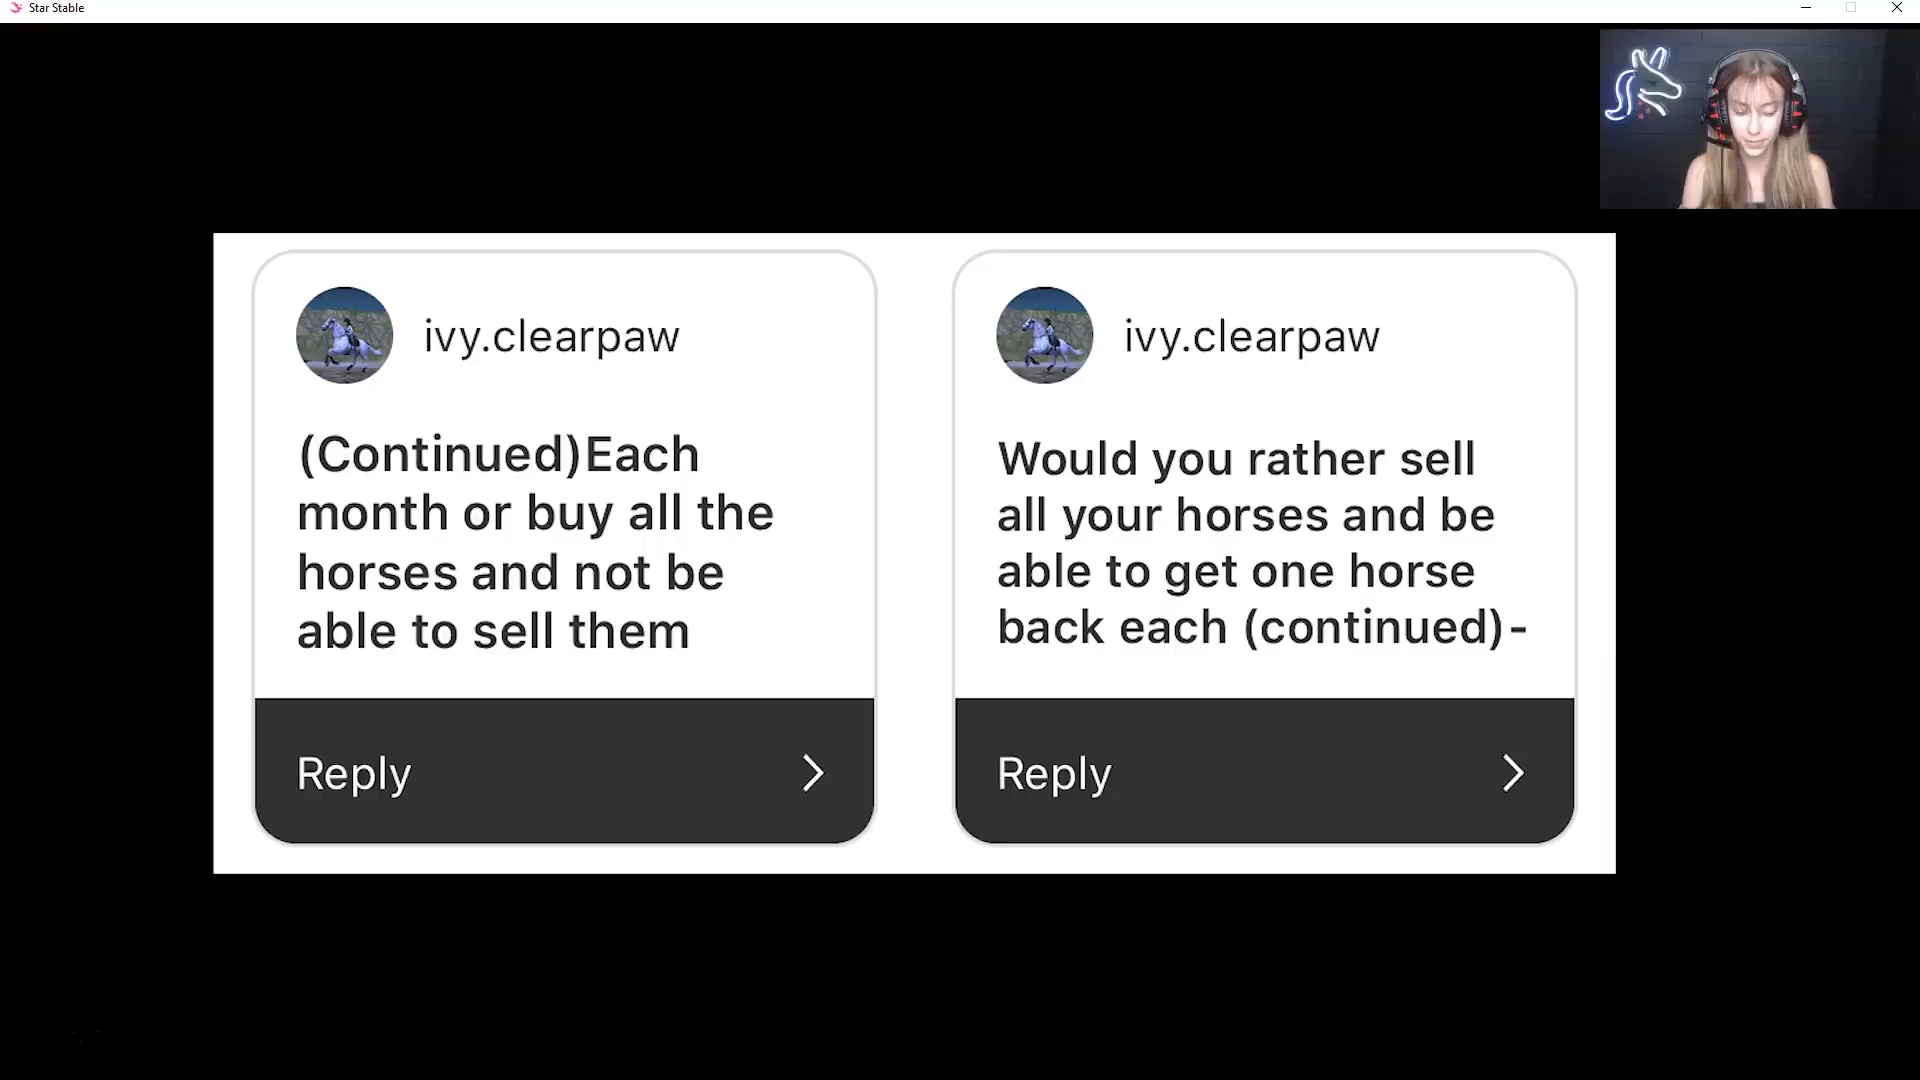 Star Stable
ivy.clearpaw
(Continued)Each
month or buy all the
horses and not be
able to sell them
Reply
ivy.clearpaw
Would you rather sell
all your horses and be
able to get one horse
back each (continued)-
Reply